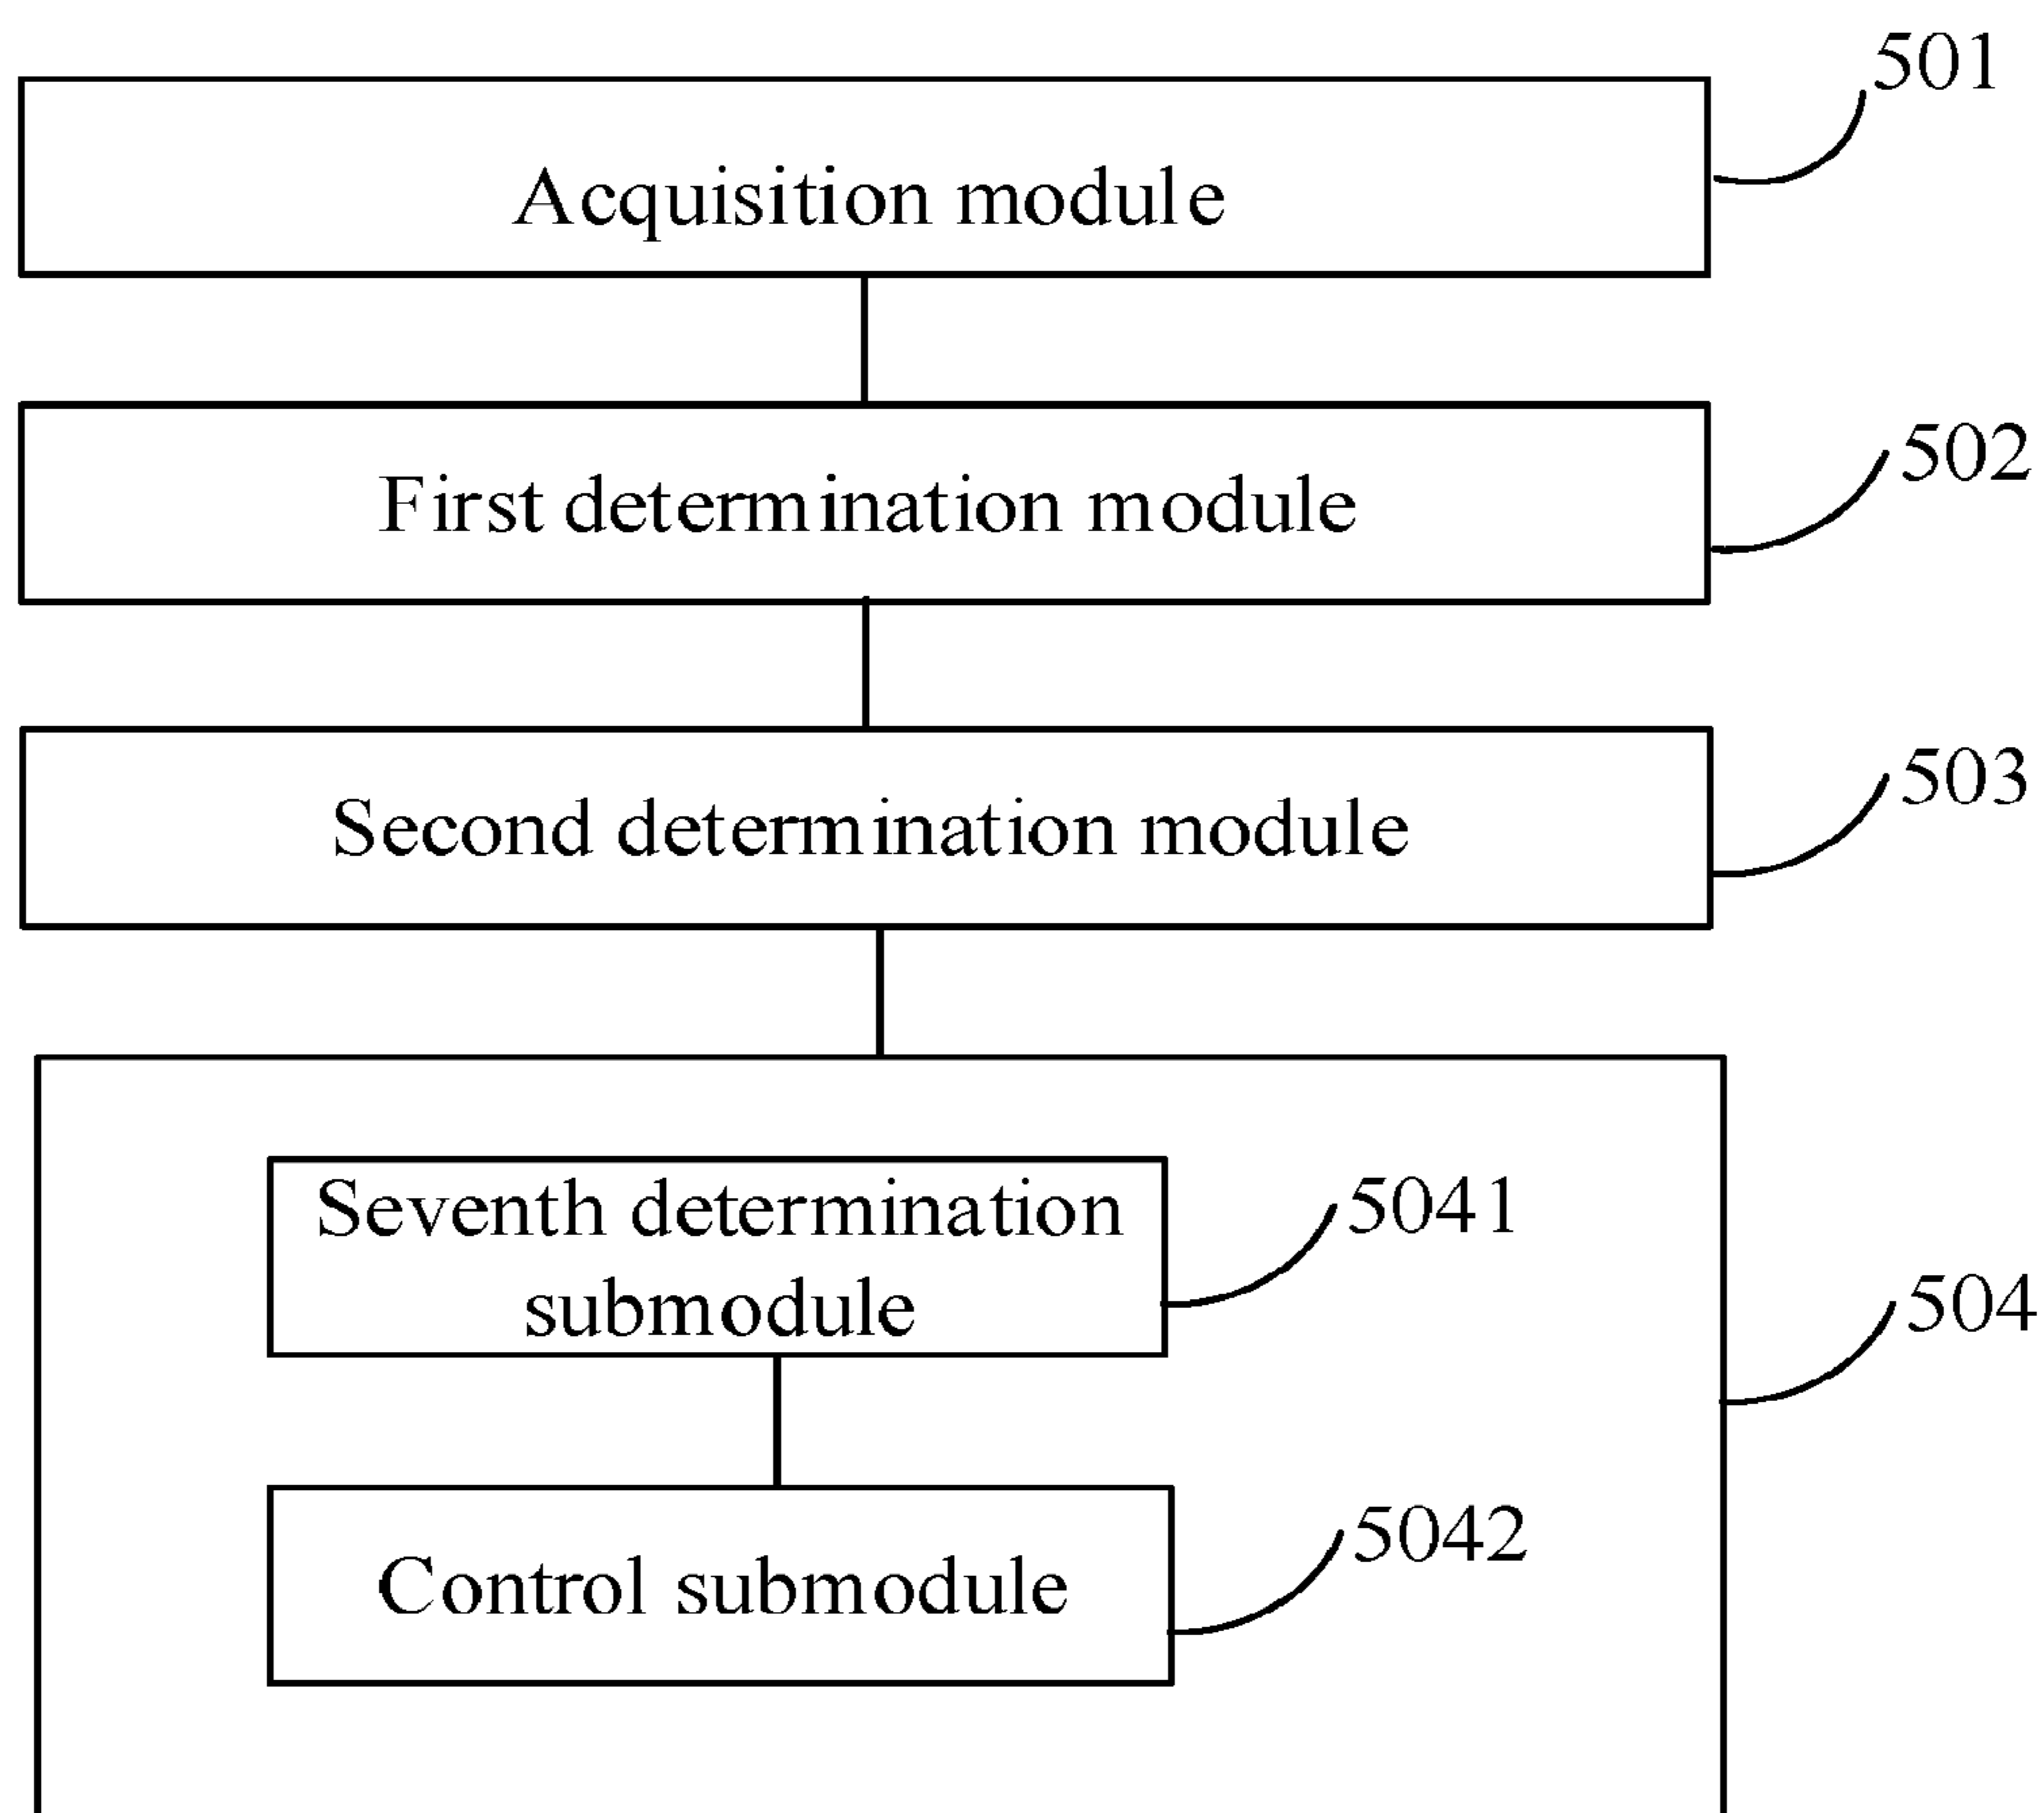 501
Acquisition module
502
First determination module
503
Second determination module
Seventh determination
submodule
5041
504
Control submodule
5042